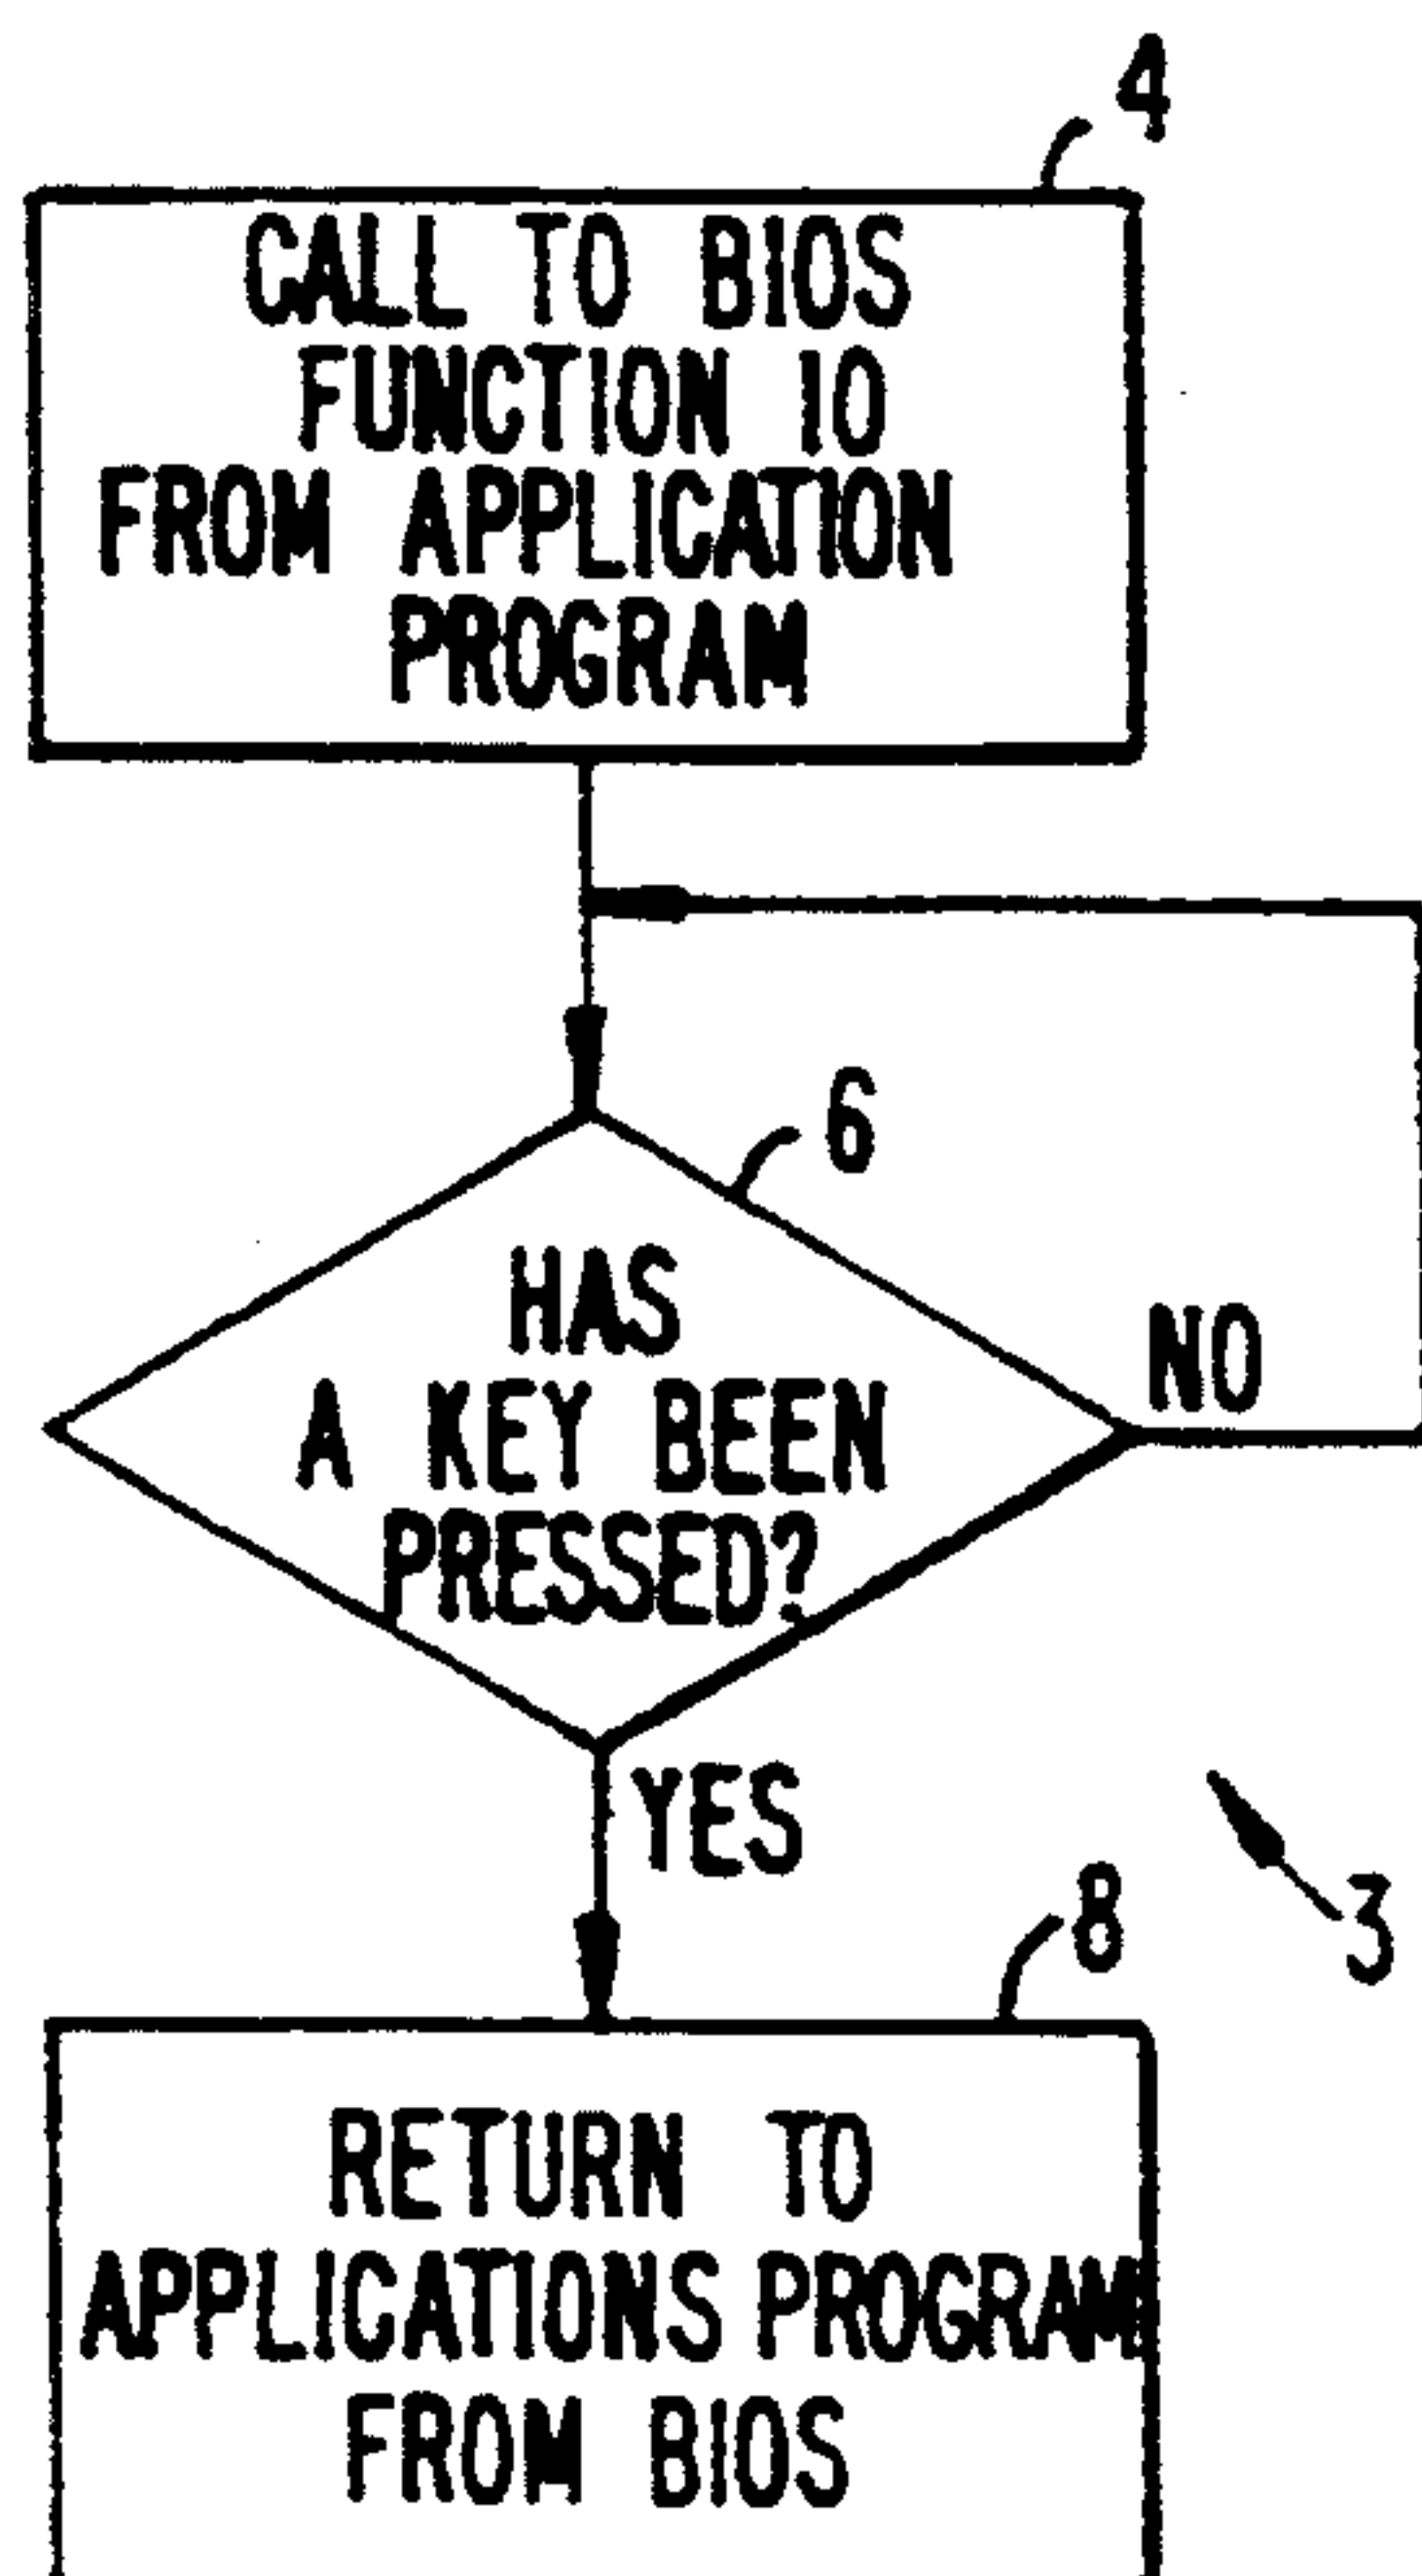 4
CALL TO BIOS
FUNCTION 10
FROM APPLICATION
PROGRAM
6
HAS
A KEY BEEN
PRESSED?
NO
YES
3
8
RETURN TO
APPLICATIONS PROGRAM
FROM BIOS